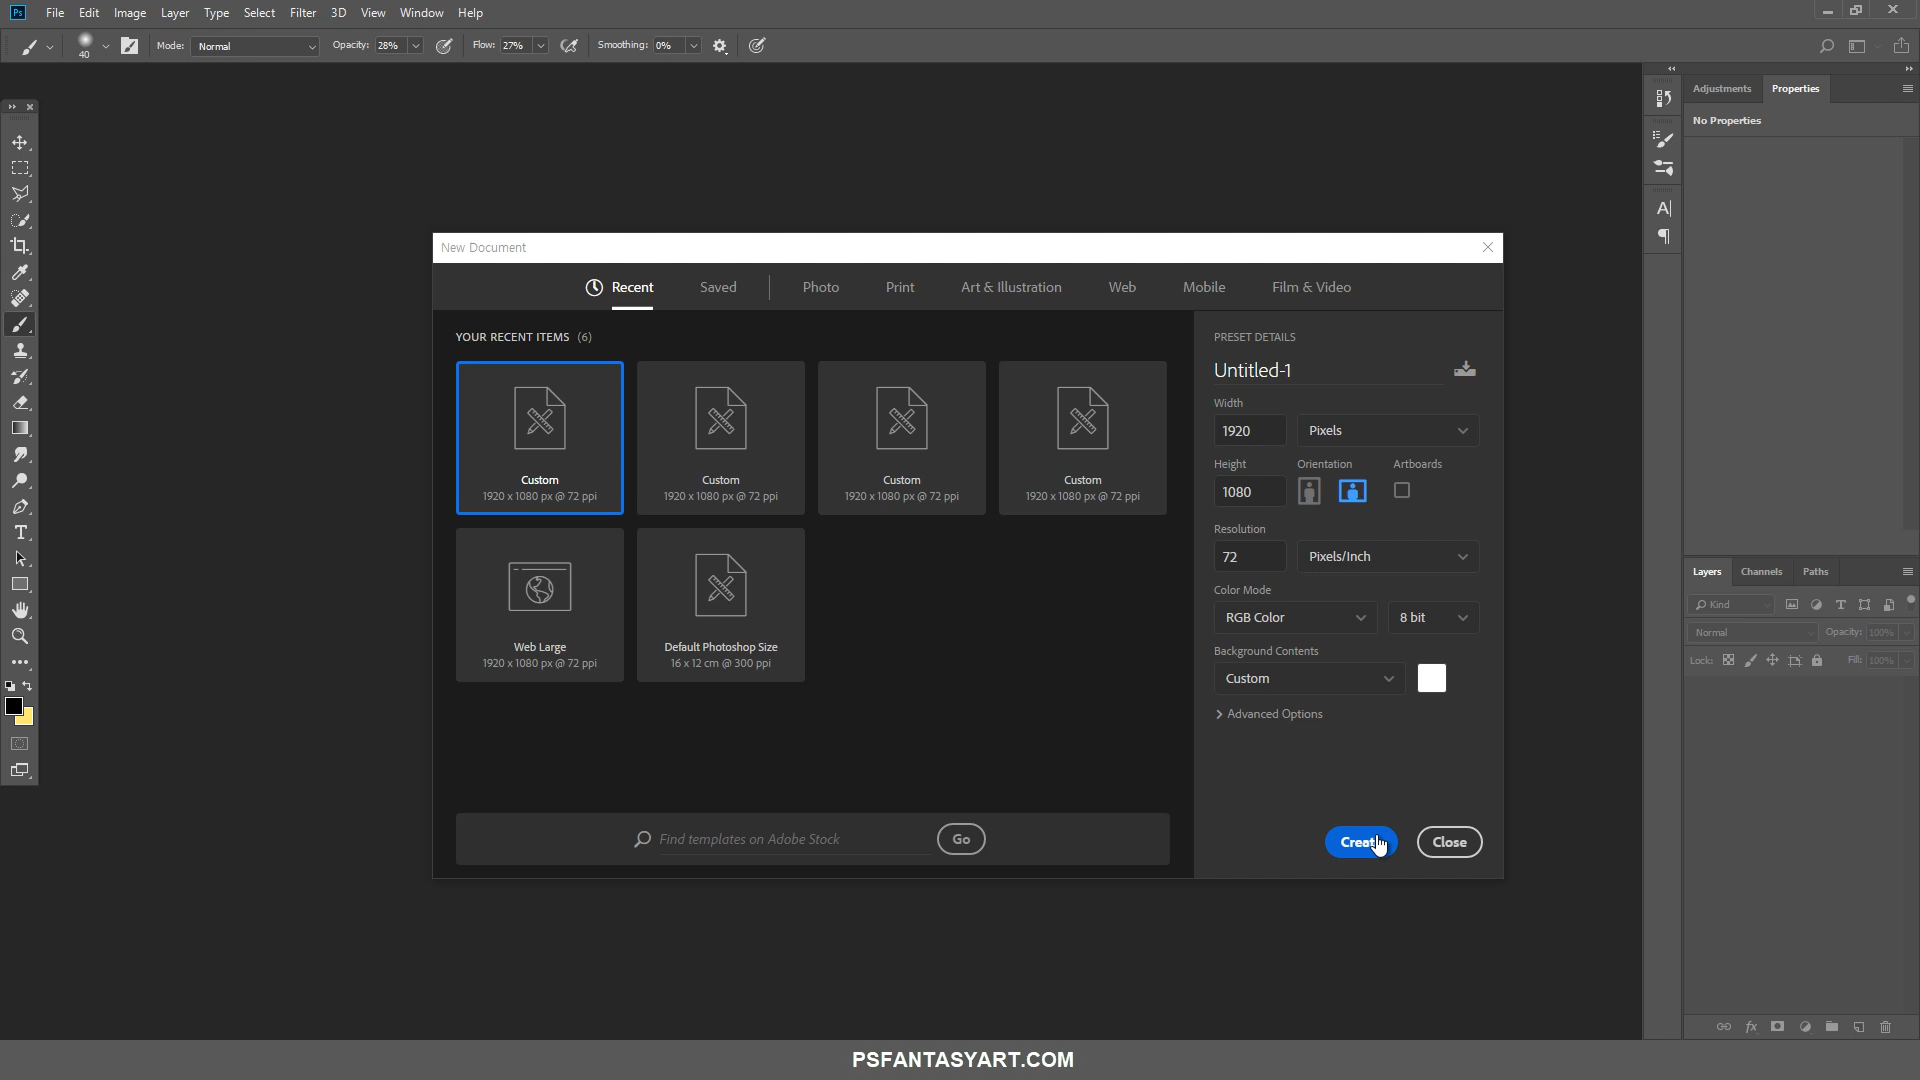 Ps File Edit Image Layer Type Select Filter 3D View Window Help
40 Mode: Normal Opacity: 28% Flow: 27% Smoothing: 0%
Adjustments Properties
No Properties
New Document
Recent Saved Photo Print Art & Illustration Web Mobile Film & Video
YOUR RECENT ITEMS (6)
Custom
1920 x 1080 px @ 72 ppi
Custom
1920 x 1080 px @ 72 ppi
Custom
1920 x 1080 px @ 72 ppi
Custom
1920 x 1080 px @ 72 ppi
Web Large
1920 x 1080 px @ 72 ppi
Default Photoshop Size
16 x 12 cm @ 300 ppi
Find templates on Adobe Stock Go
PRESET DETAILS
Untitled-1
Width
1920 Pixels
Height Orientation Artboards
1080
Resolution
72 Pixels/Inch
Color Mode
RGB Color 8 bit
Background Contents
Custom
Advanced Options
Create Close
Layers Channels Paths
Kind
Normal Opacity: 100%
Lock: Fill: 100%
PSFANTASYART.COM